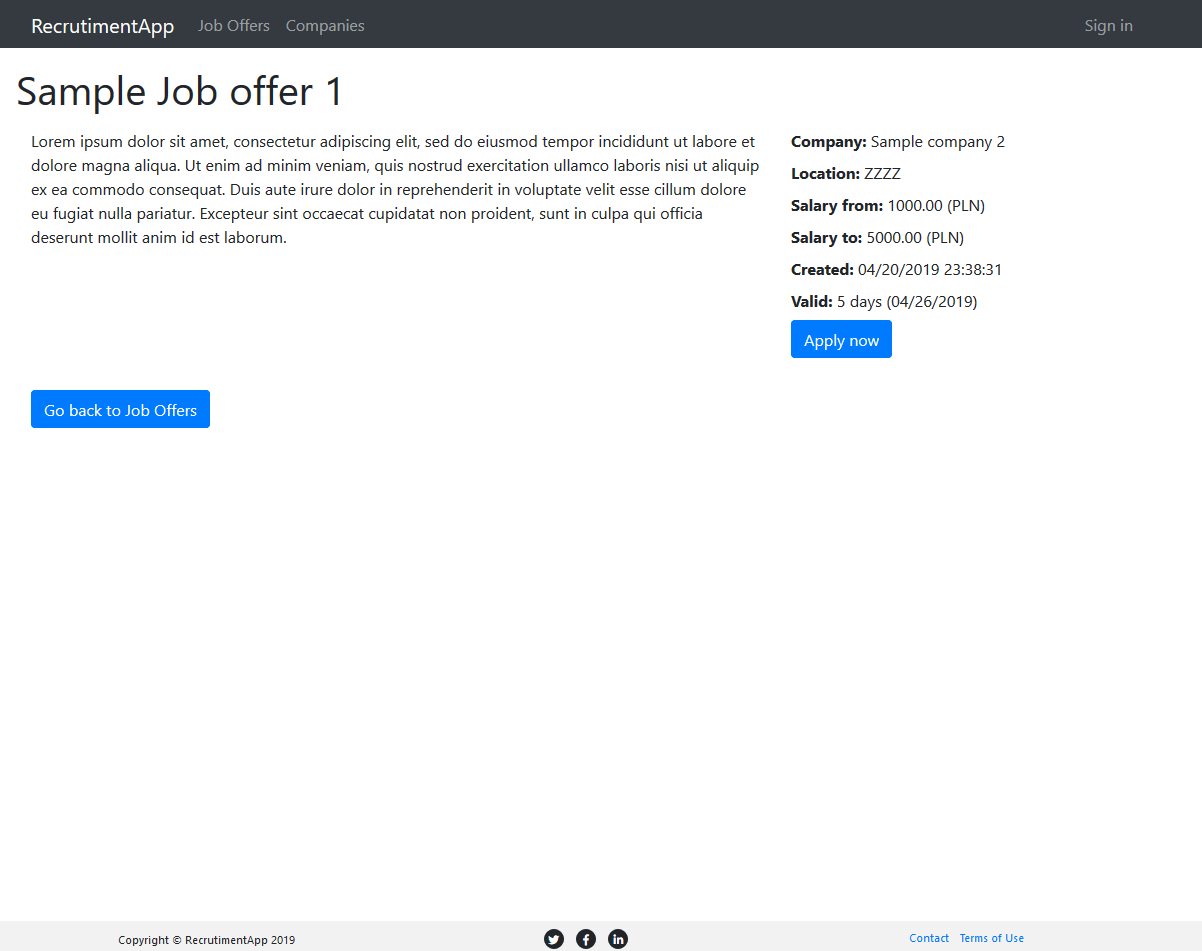 RecrutimentApp Job Offers Companies Sign in
Sample Job offer 1
Lorem ipsum dolor sit amet, consectetur adipiscing elit, sed do eiusmod tempor incididunt ut labore et
dolore magna aliqua. Ut enim ad minim veniam, quis nostrud exercitation ullamco laboris nisi ut aliquip
ex ea commodo consequat. Duis aute irure dolor in reprehenderit in voluptate velit esse cillum dolore
eu fugiat nulla pariatur. Excepteur sint occaecat cupidatat non proident, sunt in culpa qui officia
deserunt mollit anim id est laborum.
Company: Sample company 2
Location: ZZZZ
Salary from: 1000.00 (PLN)
Salary to: 5000.00 (PLN)
Created: 04/20/2019 23:38:31
Valid: 5 days (04/26/2019)
Apply now
Go back to Job Offers
Copyright © RecrutimentApp 2019 Contact Terms of Use